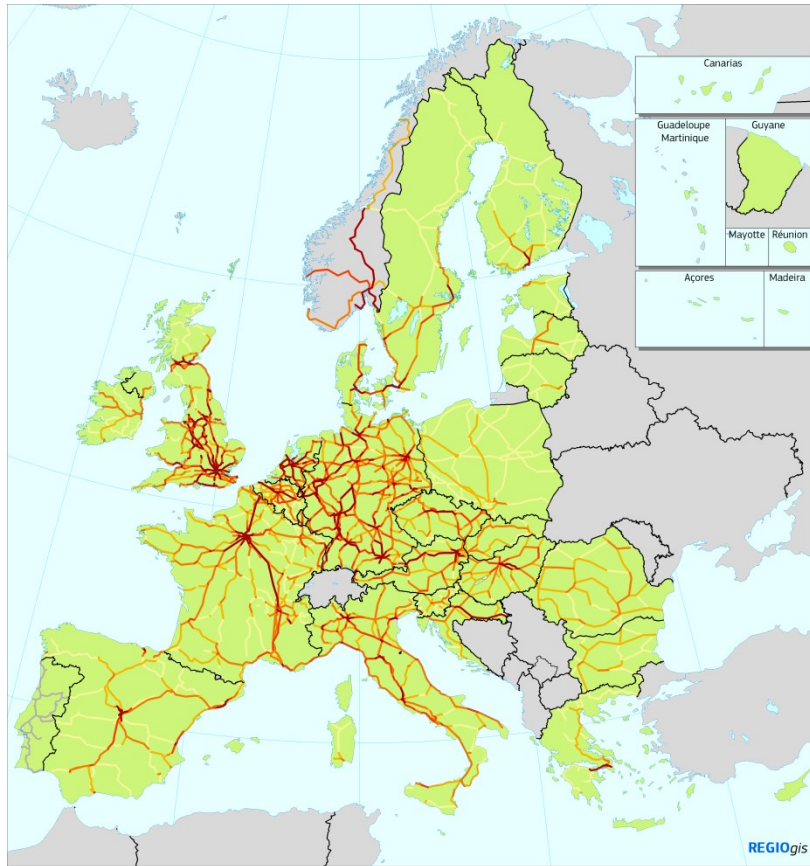 Canarias
Guadeloupe
Martinique
Guyane
Mayotte
Réunion
Açores
Madeira
REGIOgis